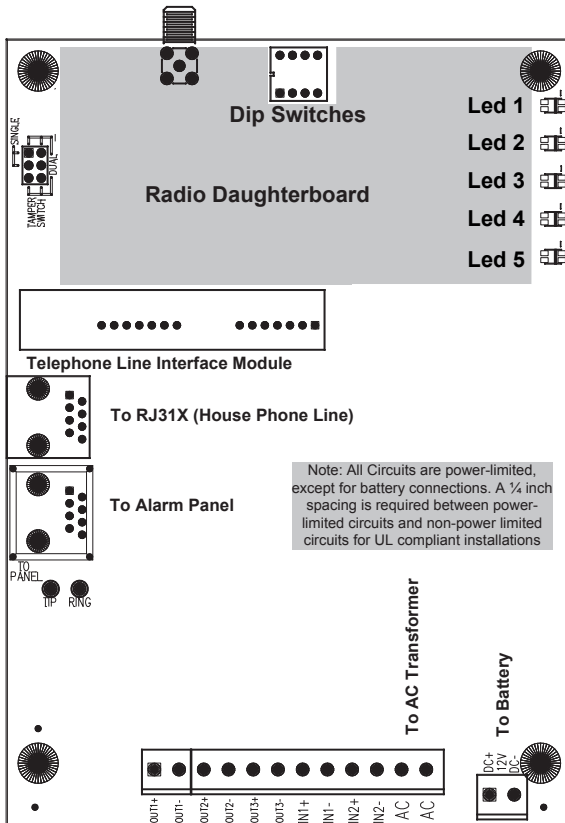 Dip Switches
Radio Daughterboard
Led 1
Led 2
Led 3
Led 4
Led 5
SINGLE
DUAL
TAMPER
SWITCH
Telephone Line Interface Module
To RJ31X (House Phone Line)
To Alarm Panel
Note: All Circuits are power-limited,
except for battery connections. A ¼ inch
spacing is required between power-
limited circuits and non-power limited
circuits for UL compliant installations
TO
PANEL
TIP
RING
To AC Transformer
To Battery
DC+
12V
DC-
OUT1+
OUT1-
OUT2+
OUT2-
OUT3+
OUT3-
IN1+
IN1-
IN2+
IN2-
AC
AC